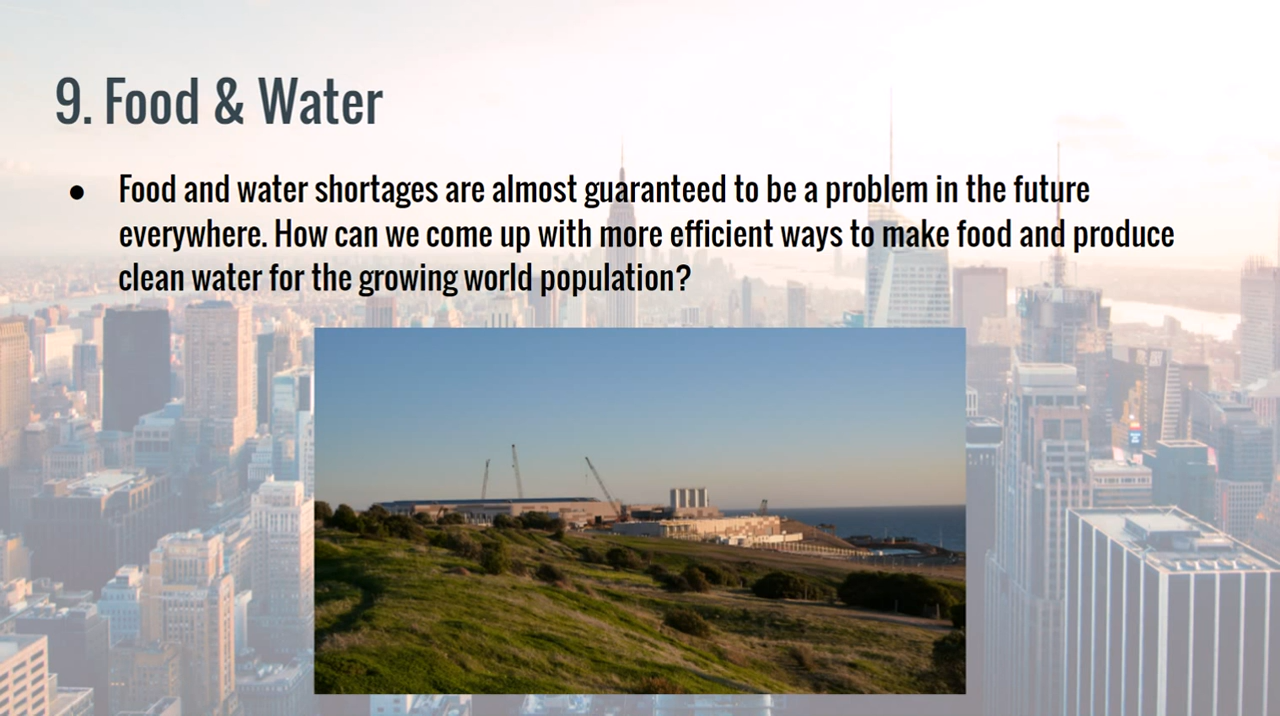 9. Food & Water
● Food and water shortages are almost guaranteed to be a problem in the future
everywhere. How can we come up with more efficient ways to make food and produce
clean water for the growing world population?